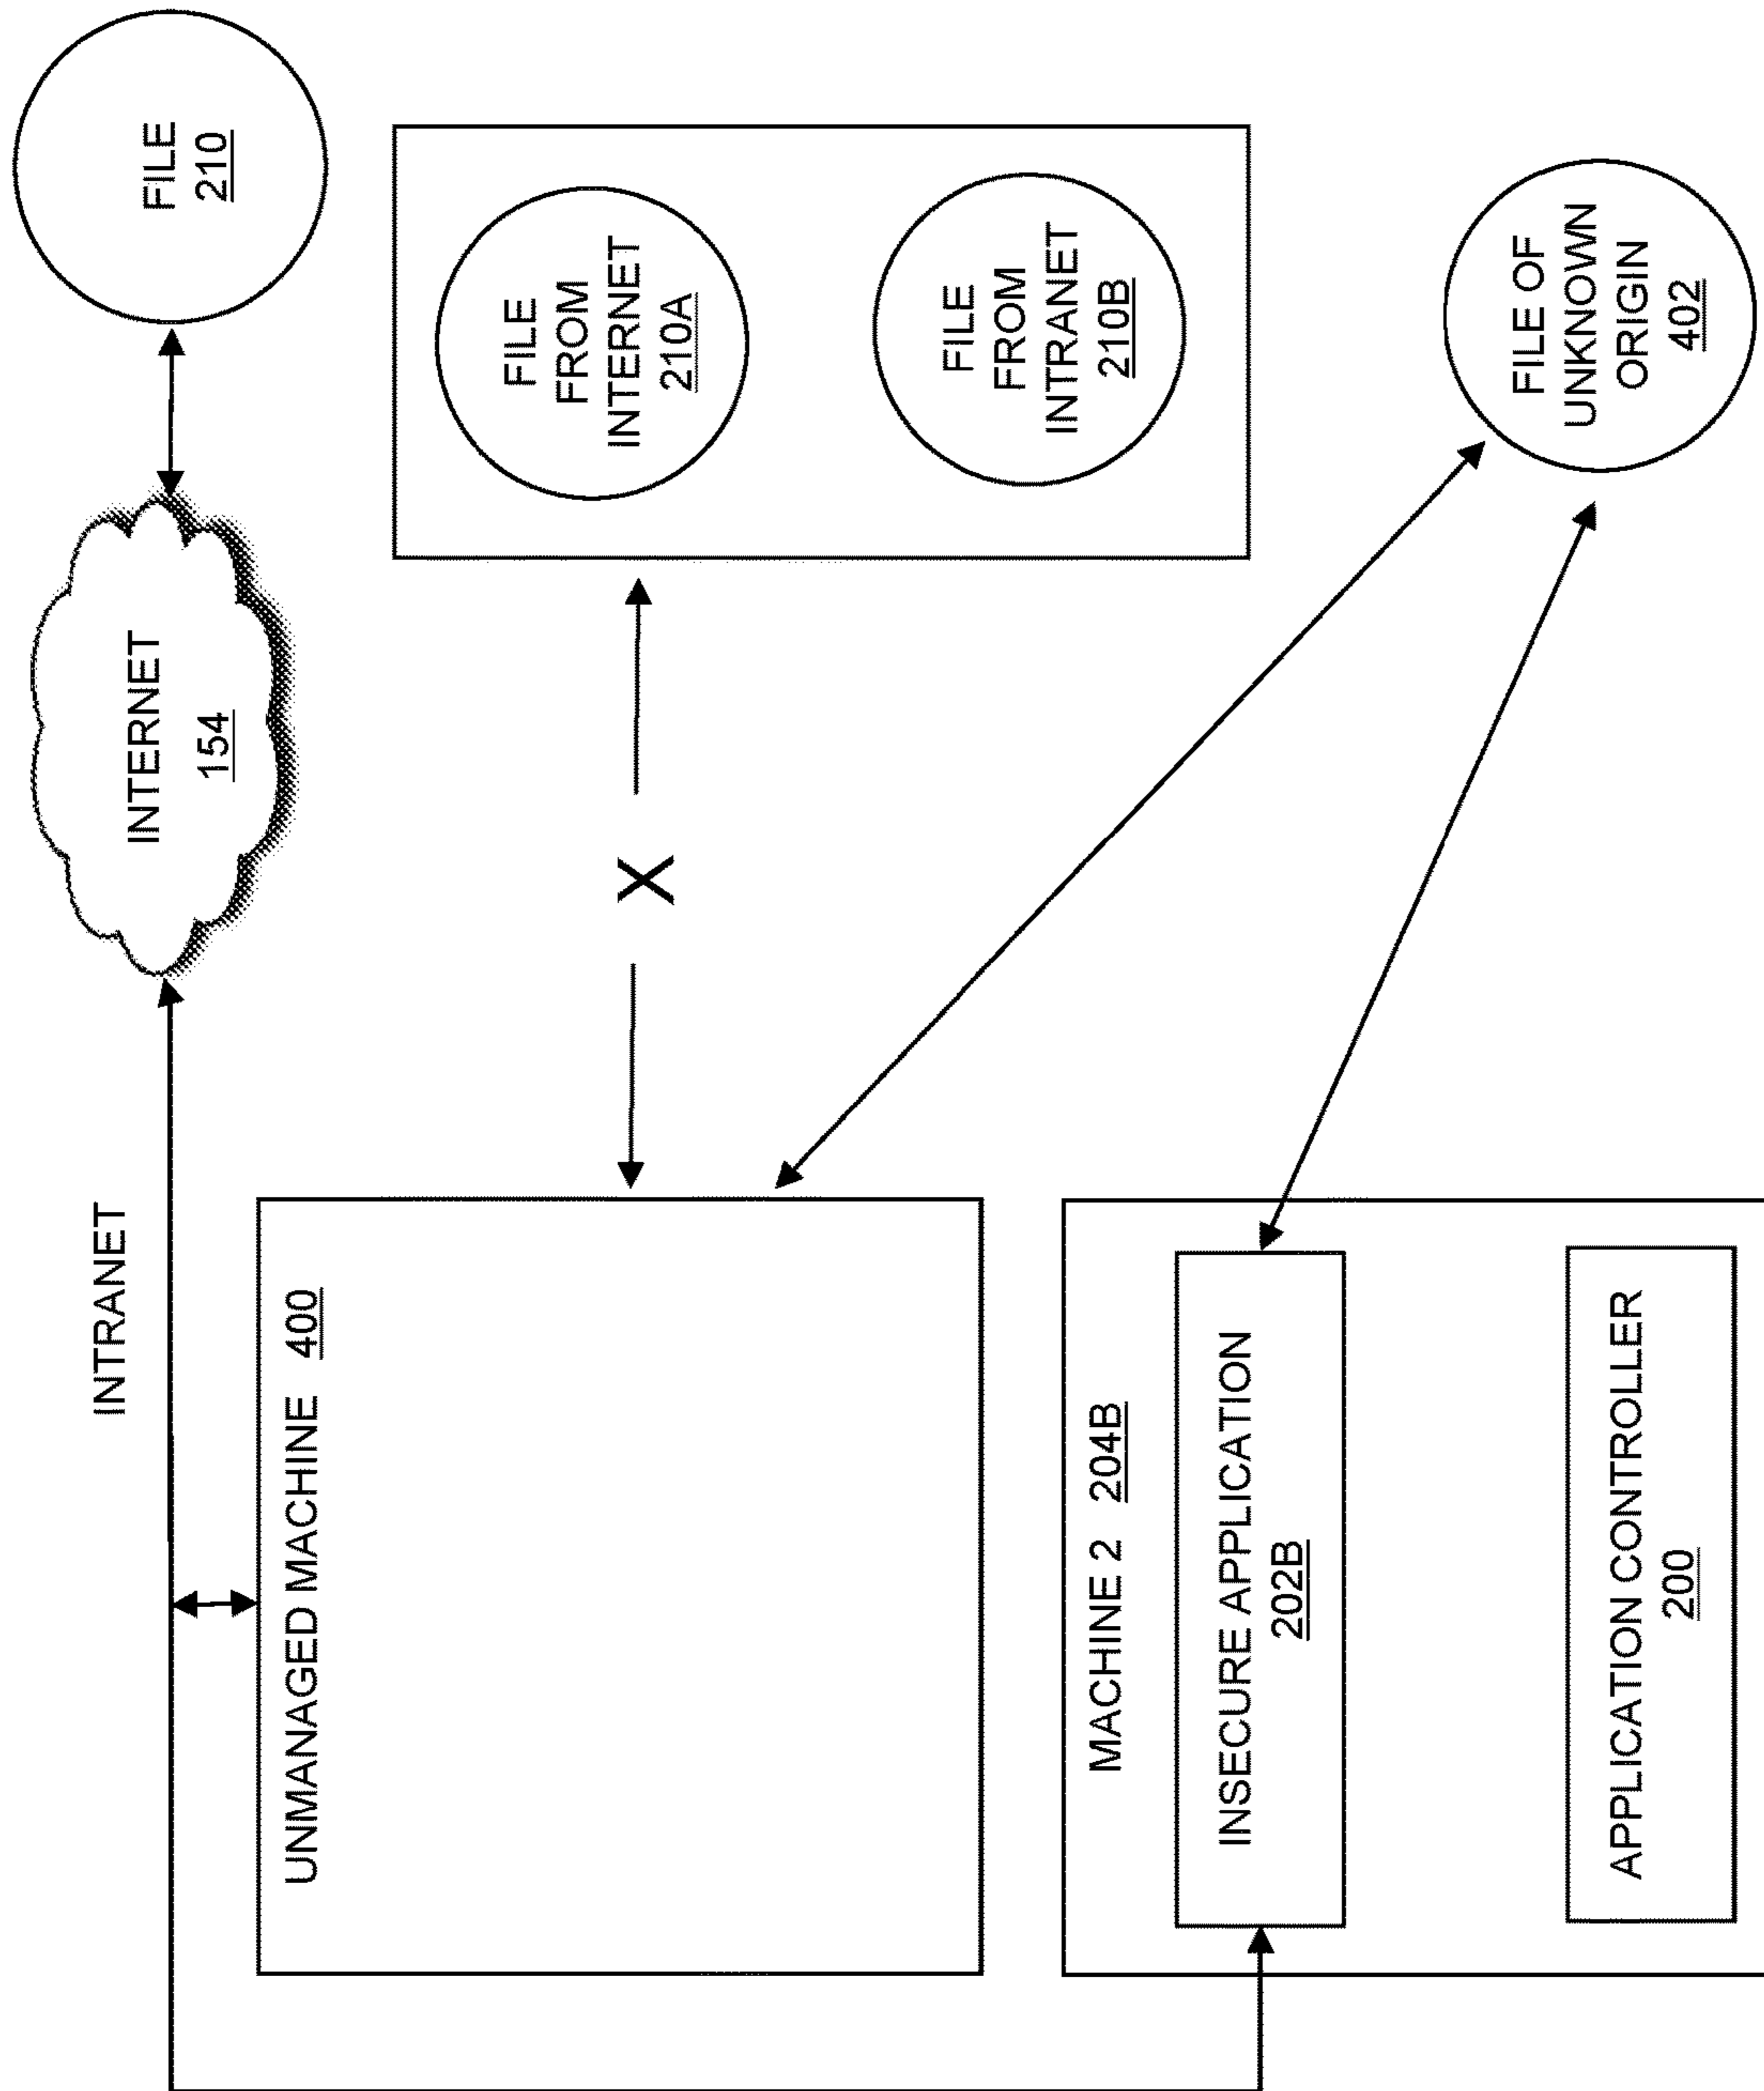 INTRANET
INTERNET
154
FILE
210
UNMANAGED MACHINE 400
X
FILE
FROM
INTERNET
210A
FILE
FROM
INTRANET
210B
MACHINE 2 204B
INSECURE APPLICATION
202B
APPLICATION CONTROLLER
200
FILE OF
UNKNOWN
ORIGIN
402